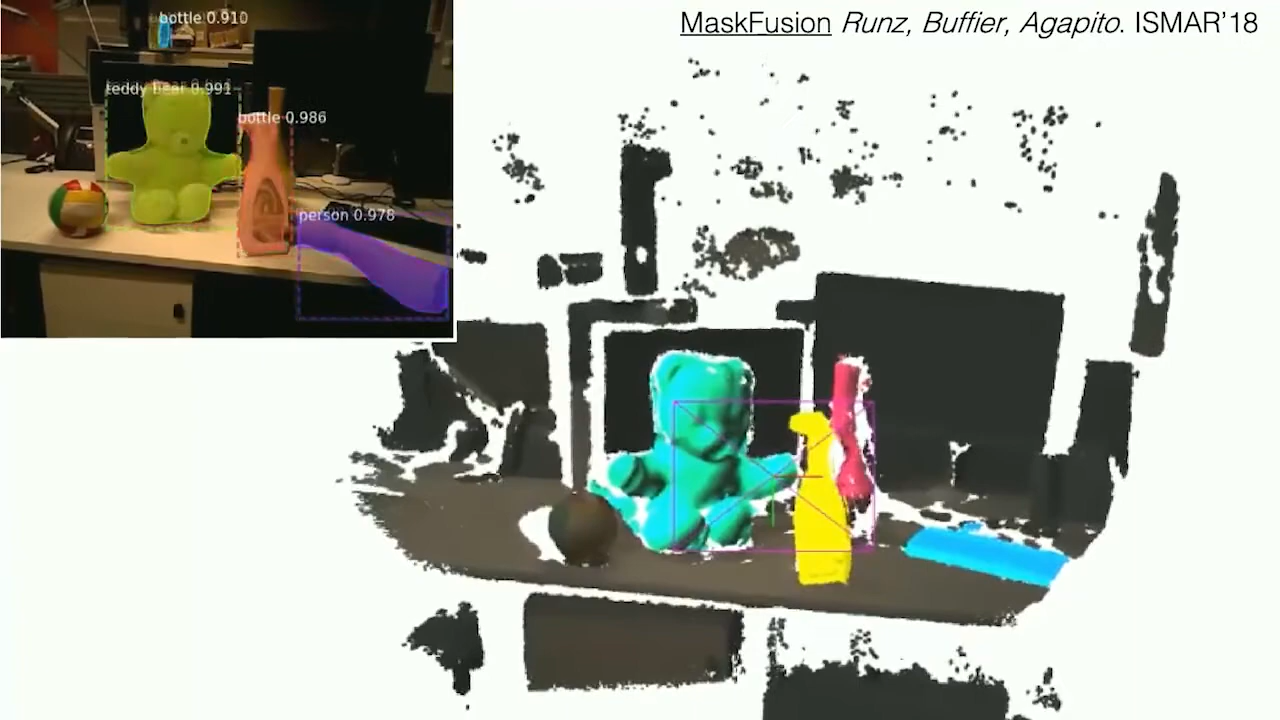 MaskFusion Runz, Buffier, Agapito. ISMAR’18
bottle 0.910
teddy bear 0.991
bottle 0.986
person 0.978